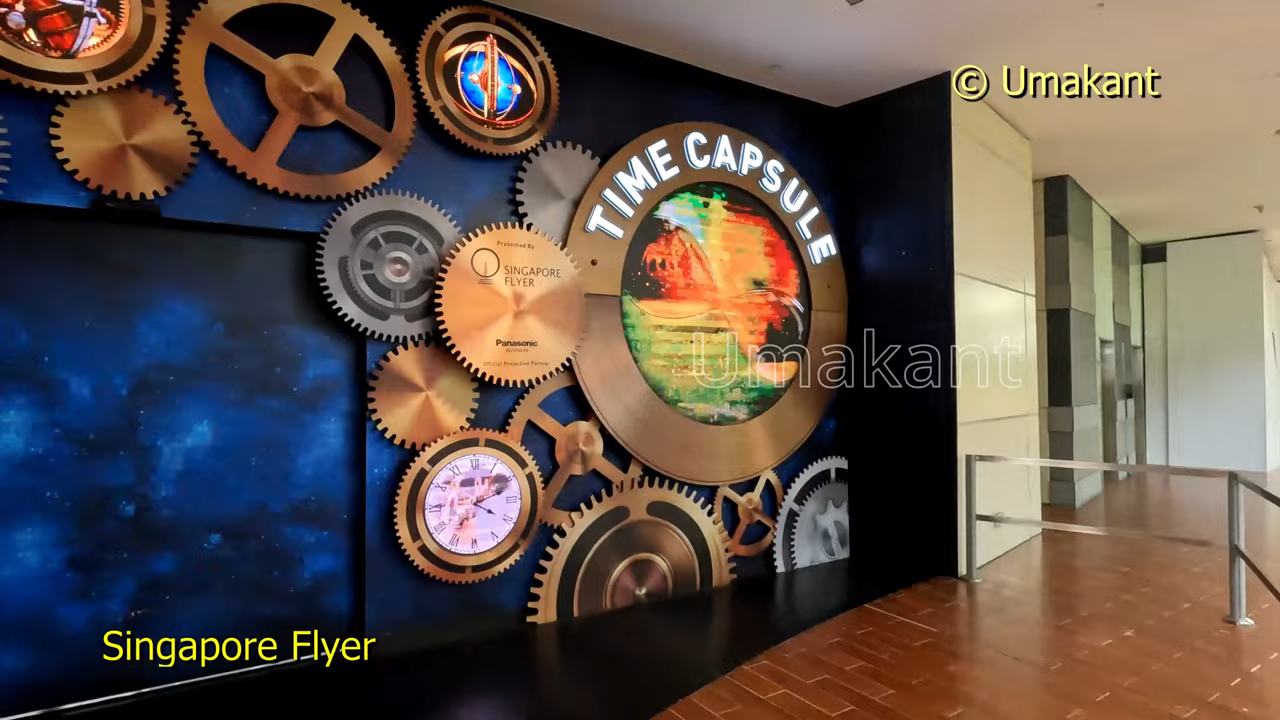 © Umakant
TIME CAPSULE
Presented By
SINGAPORE
FLYER
Panasonic
Official Projection Partner
Umakant
Singapore Flyer